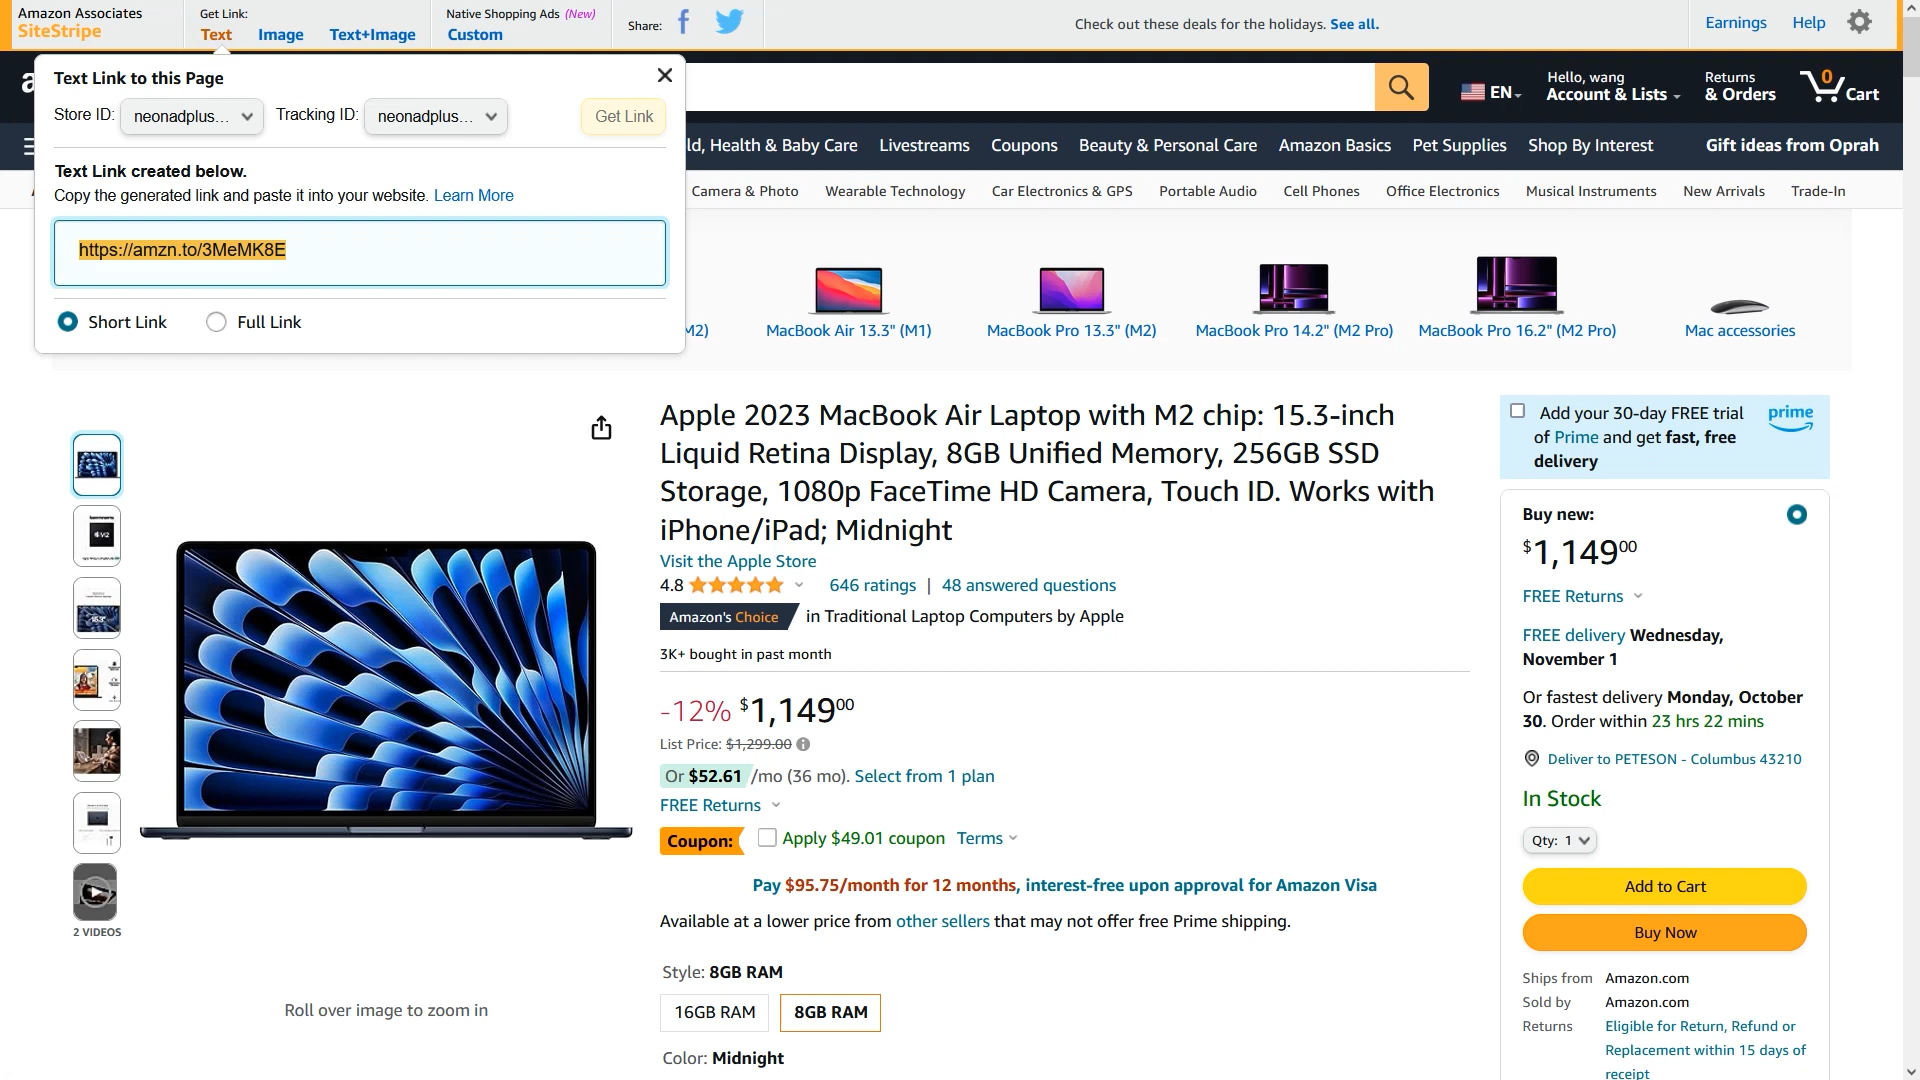 Amazon Associates
SiteStripe
Get Link:
Text Image Text+Image
Native Shopping Ads (New)
Custom
Share:
Check out these deals for the holidays. See all.
Earnings Help
Text Link to this Page
Store ID: neonadplus... Tracking ID: neonadplus... Get Link
Text Link created below.
Copy the generated link and paste it into your website. Learn More
https://amzn.to/3MeMK8E
Short Link Full Link
EN
Hello, wang
Account & Lists
Returns
& Orders
0
Cart
ld, Health & Baby Care Livestreams Coupons Beauty & Personal Care Amazon Basics Pet Supplies Shop By Interest Gift ideas from Oprah
Camera & Photo Wearable Technology Car Electronics & GPS Portable Audio Cell Phones Office Electronics Musical Instruments New Arrivals Trade-In
M2) MacBook Air 13.3" (M1) MacBook Pro 13.3" (M2) MacBook Pro 14.2" (M2 Pro) MacBook Pro 16.2" (M2 Pro) Mac accessories
2 VIDEOS
Roll over image to zoom in
Apple 2023 MacBook Air Laptop with M2 chip: 15.3-inch
Liquid Retina Display, 8GB Unified Memory, 256GB SSD
Storage, 1080p FaceTime HD Camera, Touch ID. Works with
iPhone/iPad; Midnight
Visit the Apple Store
4.8 646 ratings | 48 answered questions
Amazon's Choice in Traditional Laptop Computers by Apple
3K+ bought in past month
-12% $1,14900
List Price: $1,299.00
Or $52.61 /mo (36 mo). Select from 1 plan
FREE Returns
Coupon: Apply $49.01 coupon Terms
Pay $95.75/month for 12 months, interest-free upon approval for Amazon Visa
Available at a lower price from other sellers that may not offer free Prime shipping.
Style: 8GB RAM
16GB RAM 8GB RAM
Color: Midnight
Add your 30-day FREE trial
of Prime and get fast, free
delivery
prime
Buy new:
$1,14900
FREE Returns
FREE delivery Wednesday,
November 1
Or fastest delivery Monday, October
30. Order within 23 hrs 22 mins
Deliver to PETESON - Columbus 43210
In Stock
Qty: 1
Add to Cart
Buy Now
Ships from Amazon.com
Sold by Amazon.com
Returns Eligible for Return, Refund or
Replacement within 15 days of
receipt